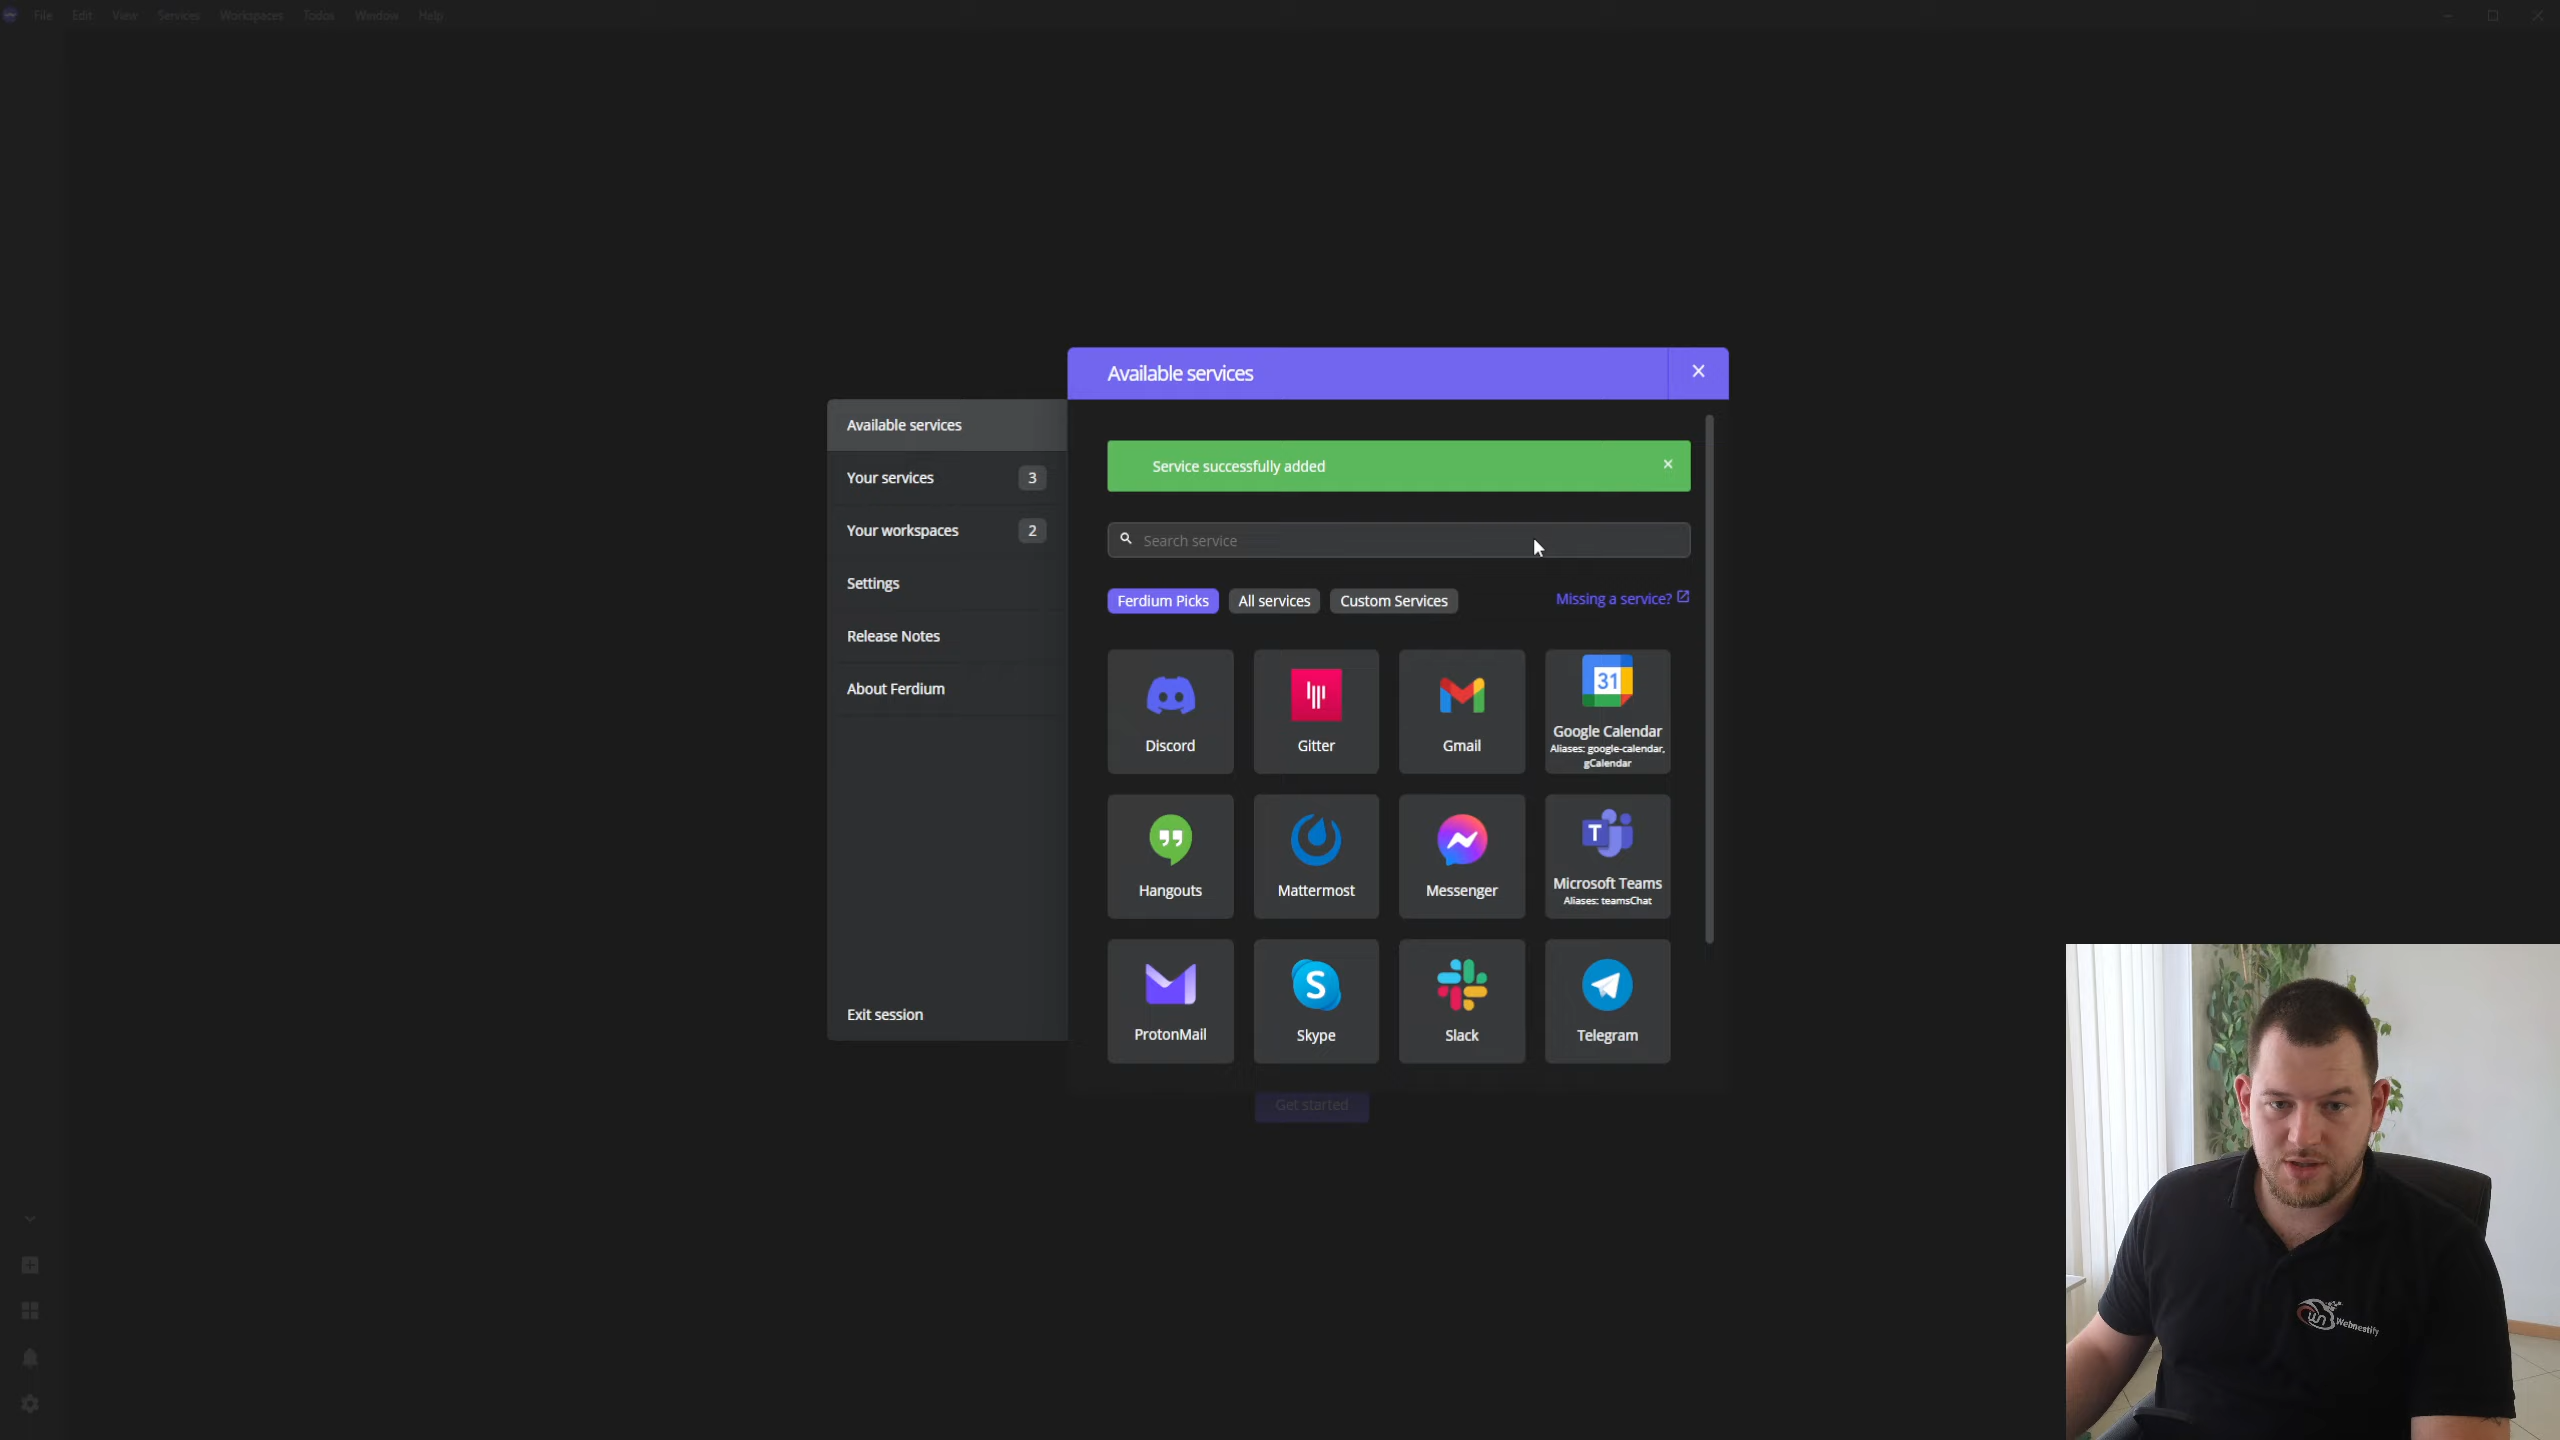 File Edit View Services Workspaces Todos Window Help
Available services
Available services
Your services 3
Your workspaces 2
Settings
Release Notes
About Ferdium
Exit session
Service successfully added
Search service
Ferdium Picks All services Custom Services Missing a service?
Discord
Gitter
Gmail
31
Google Calendar
Aliases: google-calendar,
gCalendar
Hangouts
Mattermost
Messenger
T
Microsoft Teams
Aliases: teamsChat
ProtonMail
S
Skype
Slack
Telegram
Get started
Webnestify